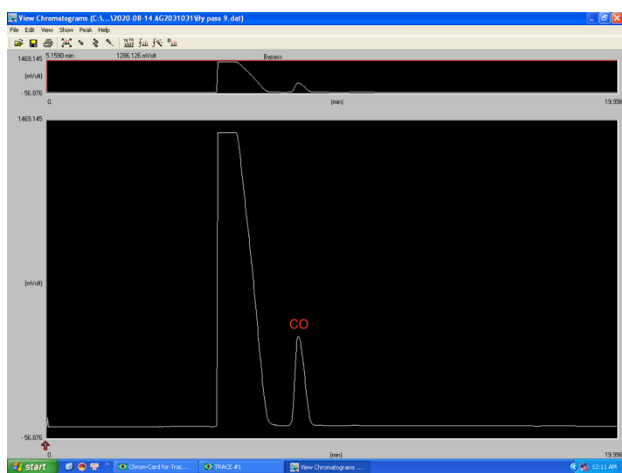 View Chromatograms (C:\...\2020-08-14 AG2031031\By pass 9.dat)
File Edit View Show Peak Help
1469.145 5.1590 min 1286.126 mVolt Bypass
(mVolt)
-56.876
0. (min) 19.998
1469.145
(mVolt)
CO
-56.876
0. (min) 19.998
start Chrom-Card for Trac... TRACE #1 View Chromatograms ... 12:11 AM